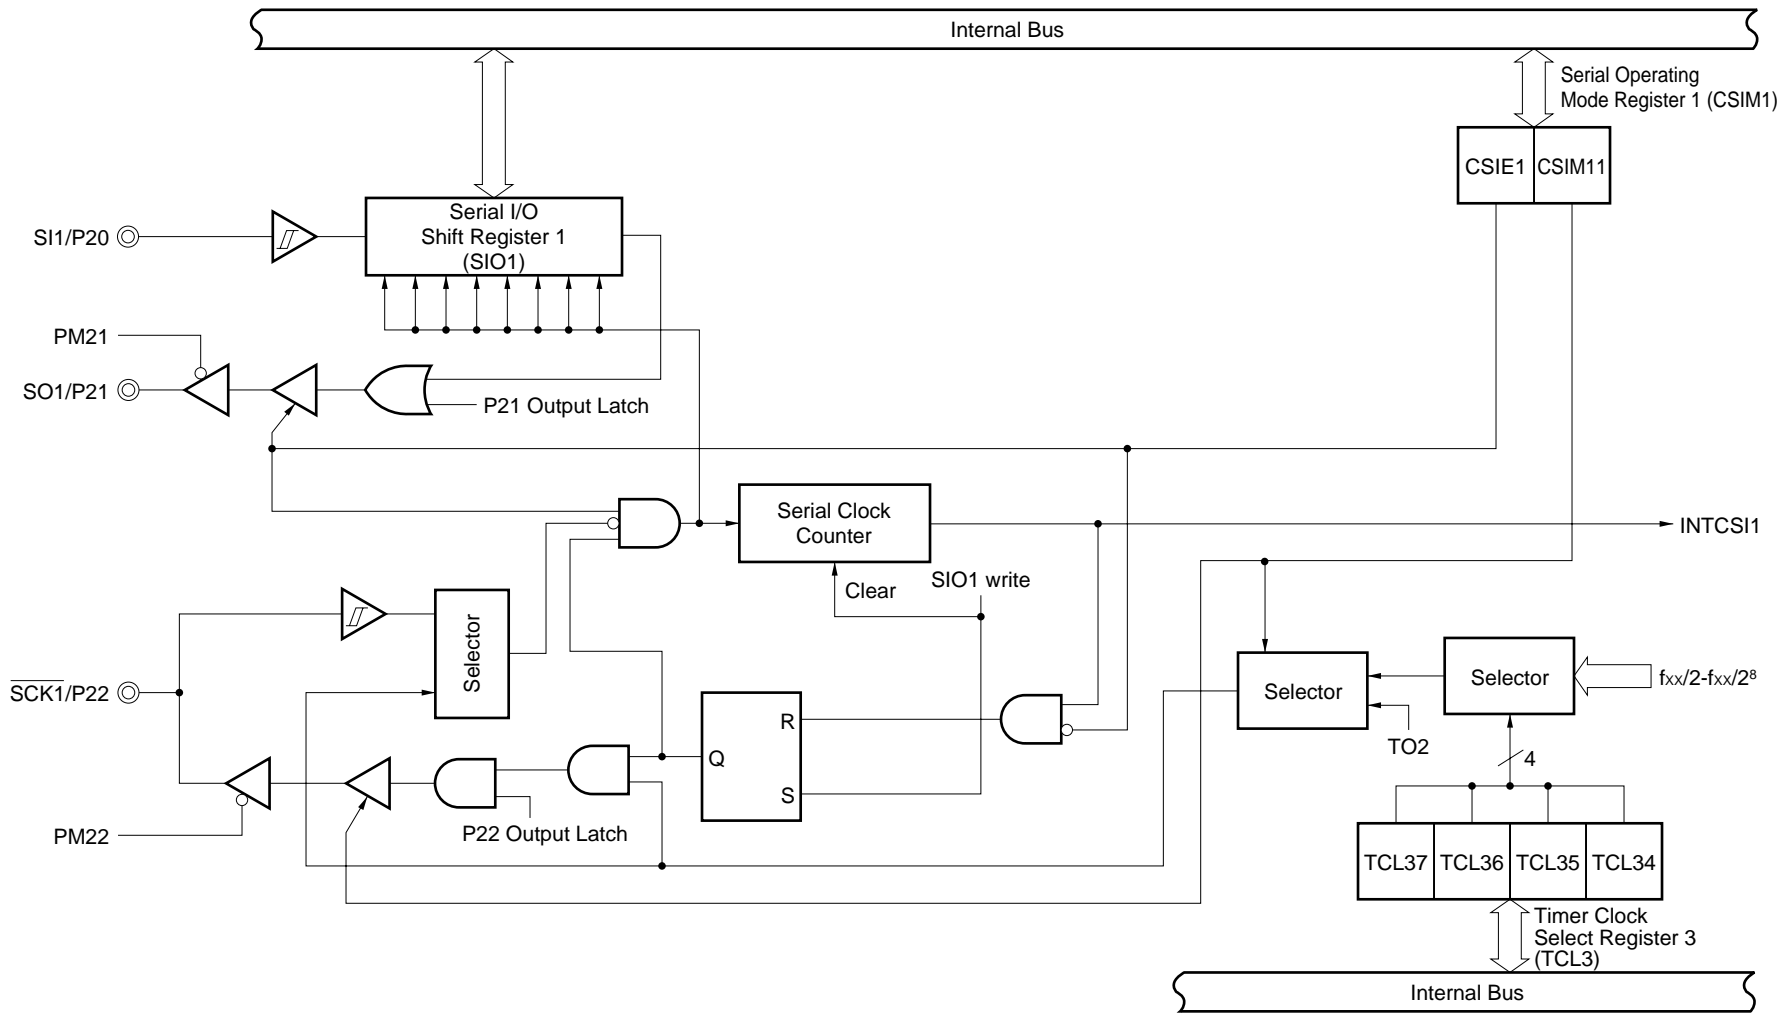 Internal Bus
Serial Operating
Mode Register 1 (CSIM1)
CSIE1
CSIM11
Serial I/O
Shift Register 1
(SIO1)
SI1/P20
PM21
SO1/P21
P21 Output Latch
Serial Clock
Counter
INTCSI1
Clear
SIO1 write
Selector
SCK1/P22
Selector
Selector
fxx/2-fxx/2⁸
R
Q
S
TO2
4
PM22
P22 Output Latch
TCL37
TCL36
TCL35
TCL34
Timer Clock
Select Register 3
(TCL3)
Internal Bus